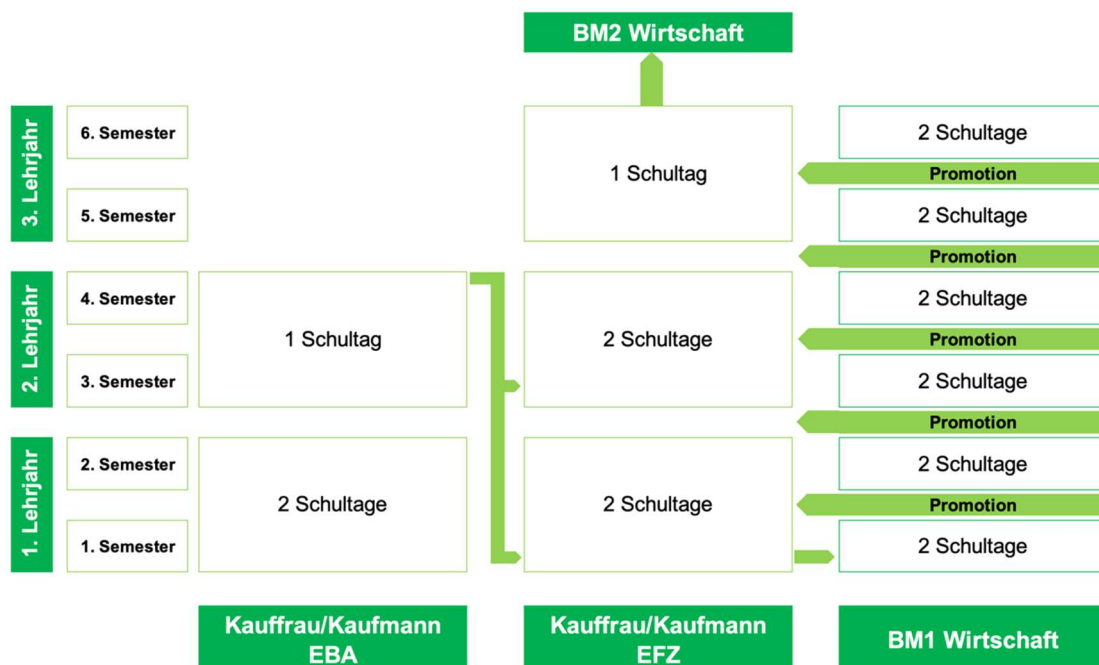 BM2 Wirtschaft
3. Lehrjahr
6. Semester
2 Schultage
1 Schultag
Promotion
5. Semester
2 Schultage
Promotion
2. Lehrjahr
4. Semester
2 Schultage
1 Schultag
2 Schultage
Promotion
3. Semester
2 Schultage
Promotion
1. Lehrjahr
2. Semester
2 Schultage
2 Schultage
2 Schultage
Promotion
1. Semester
2 Schultage
Kauffrau/Kaufmann
EBA
Kauffrau/Kaufmann
EFZ
BM1 Wirtschaft